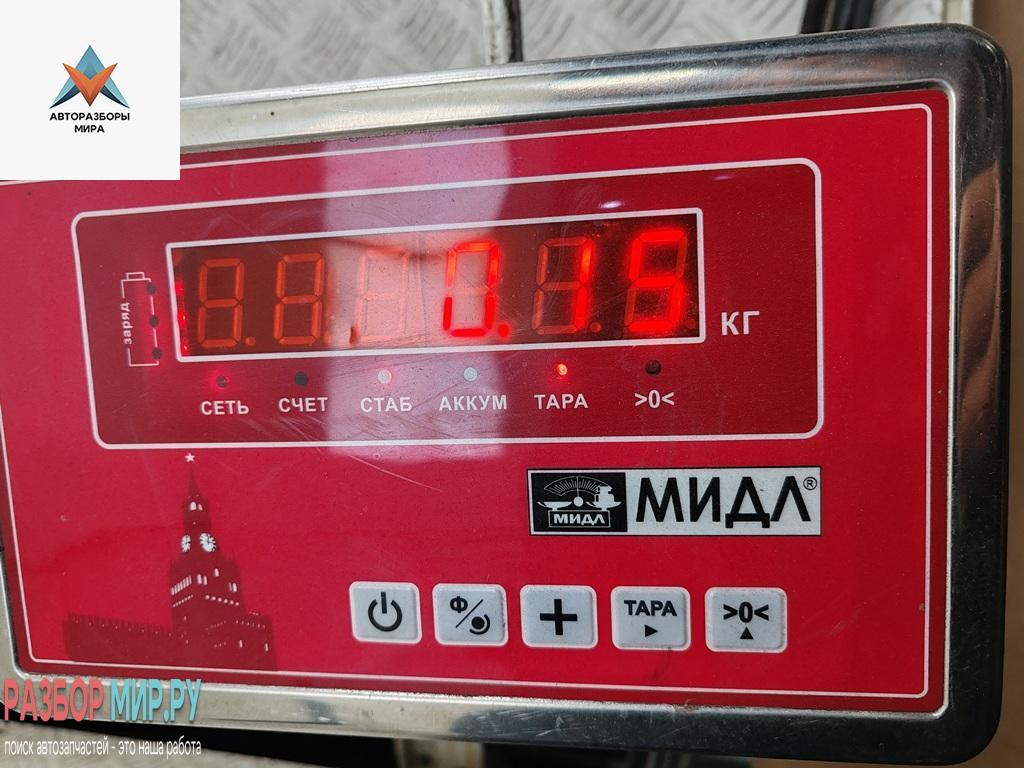 АВТОРАЗБОРЫ
МИРА
заряд
0.15
КГ
СЕТЬ СЧЕТ СТАБ АККУМ ТАРА >0<
МИДЛ МИДЛ®
Ф ТАРА >0<
РАЗБОР МИР.РУ
поиск автозапчастей - это наша работа